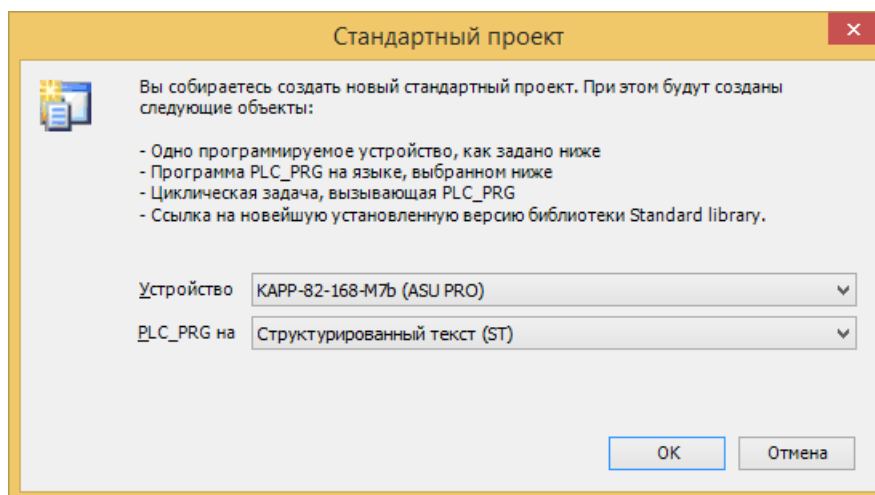 Стандартный проект
Вы собираетесь создать новый стандартный проект. При этом будут созданы
следующие объекты:
- Одно программируемое устройство, как задано ниже
- Программа PLC_PRG на языке, выбранном ниже
- Циклическая задача, вызывающая PLC_PRG
- Ссылка на новейшую установленную версию библиотеки Standard library.
Устройство KAPP-82-168-M7b (ASU PRO)
PLC_PRG на Структурированный текст (ST)
OK Отмена